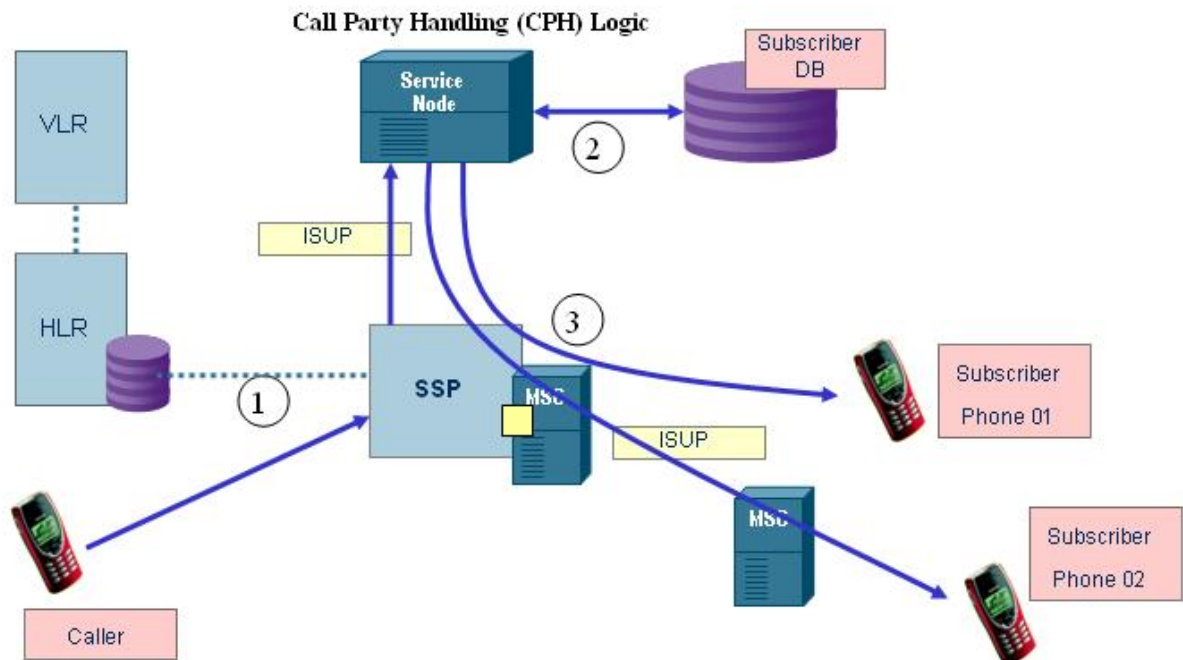 Call Party Handling (CPH) Logic
Subscriber
DB
Service
Node
VLR
2
ISUP
HLR
3
SSP
MSC
1
Subscriber
Phone 01
ISUP
MSC
Subscriber
Phone 02
Caller